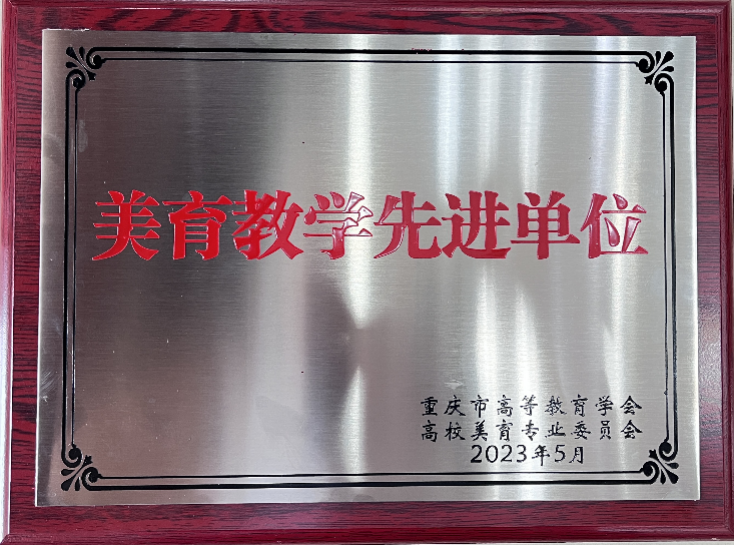 美育教学先进单位
重庆市高等教育学会
高校美育专业委员会
2023年5月